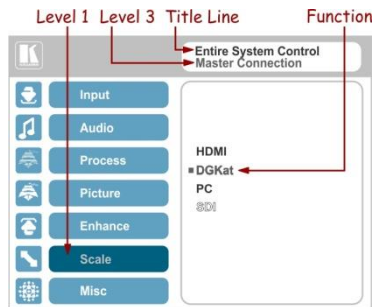 Level 1 Level 3 Title Line Function
Entire System Control
Master Connection
Input
Audio
Process
Picture
Enhance
Scale
Misc
HDMI
DGKat
PC
SDI